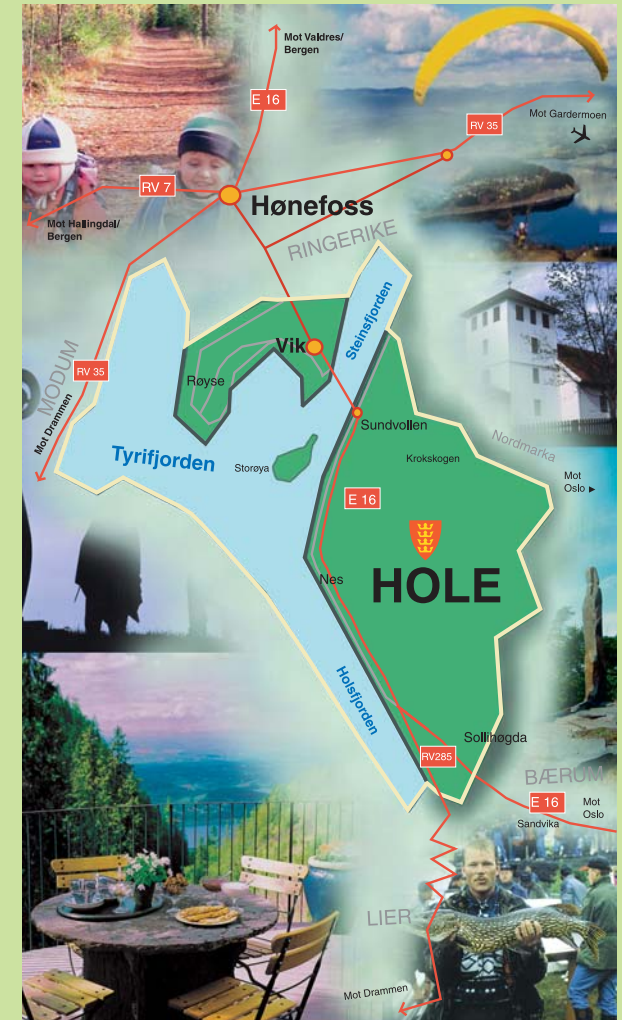 Mot Valdres/
Bergen
E 16
RV 35
Mot Gardermoen
RV 7
Hønefoss
Mot Hallingdal/
Bergen
RINGERIKE
Steinsfjorden
Vik
RV 35
MODUM
Mot Drammen
Røyse
Sundvollen
Nordmarka
Krokskogen
Tyrifjorden
Storøya
Mot
Oslo ▸
E 16
HOLE
Nes
Holsfjorden
Sollihøgda
RV285
BÆRUM
E 16
Mot
Oslo
Sandvika
LIER
Mot Drammen